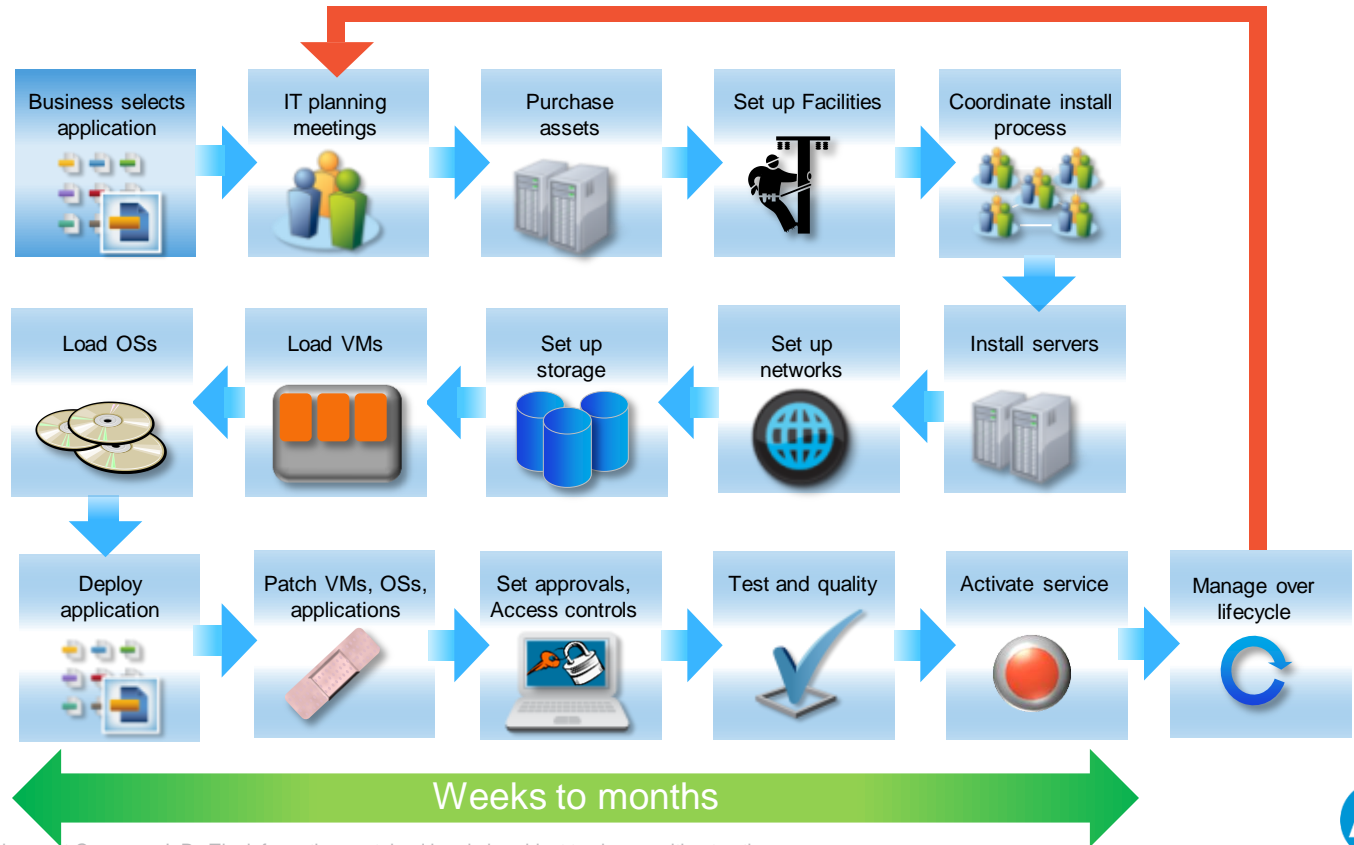 Business selects
application
IT planning
meetings
Purchase
assets
Set up Facilities
Coordinate install
process
Load OSs
Load VMs
Set up
storage
Set up
networks
Install servers
Deploy
application
Patch VMs, OSs,
applications
Set approvals,
Access controls
Test and quality
Activate service
Manage over
lifecycle
Weeks to months